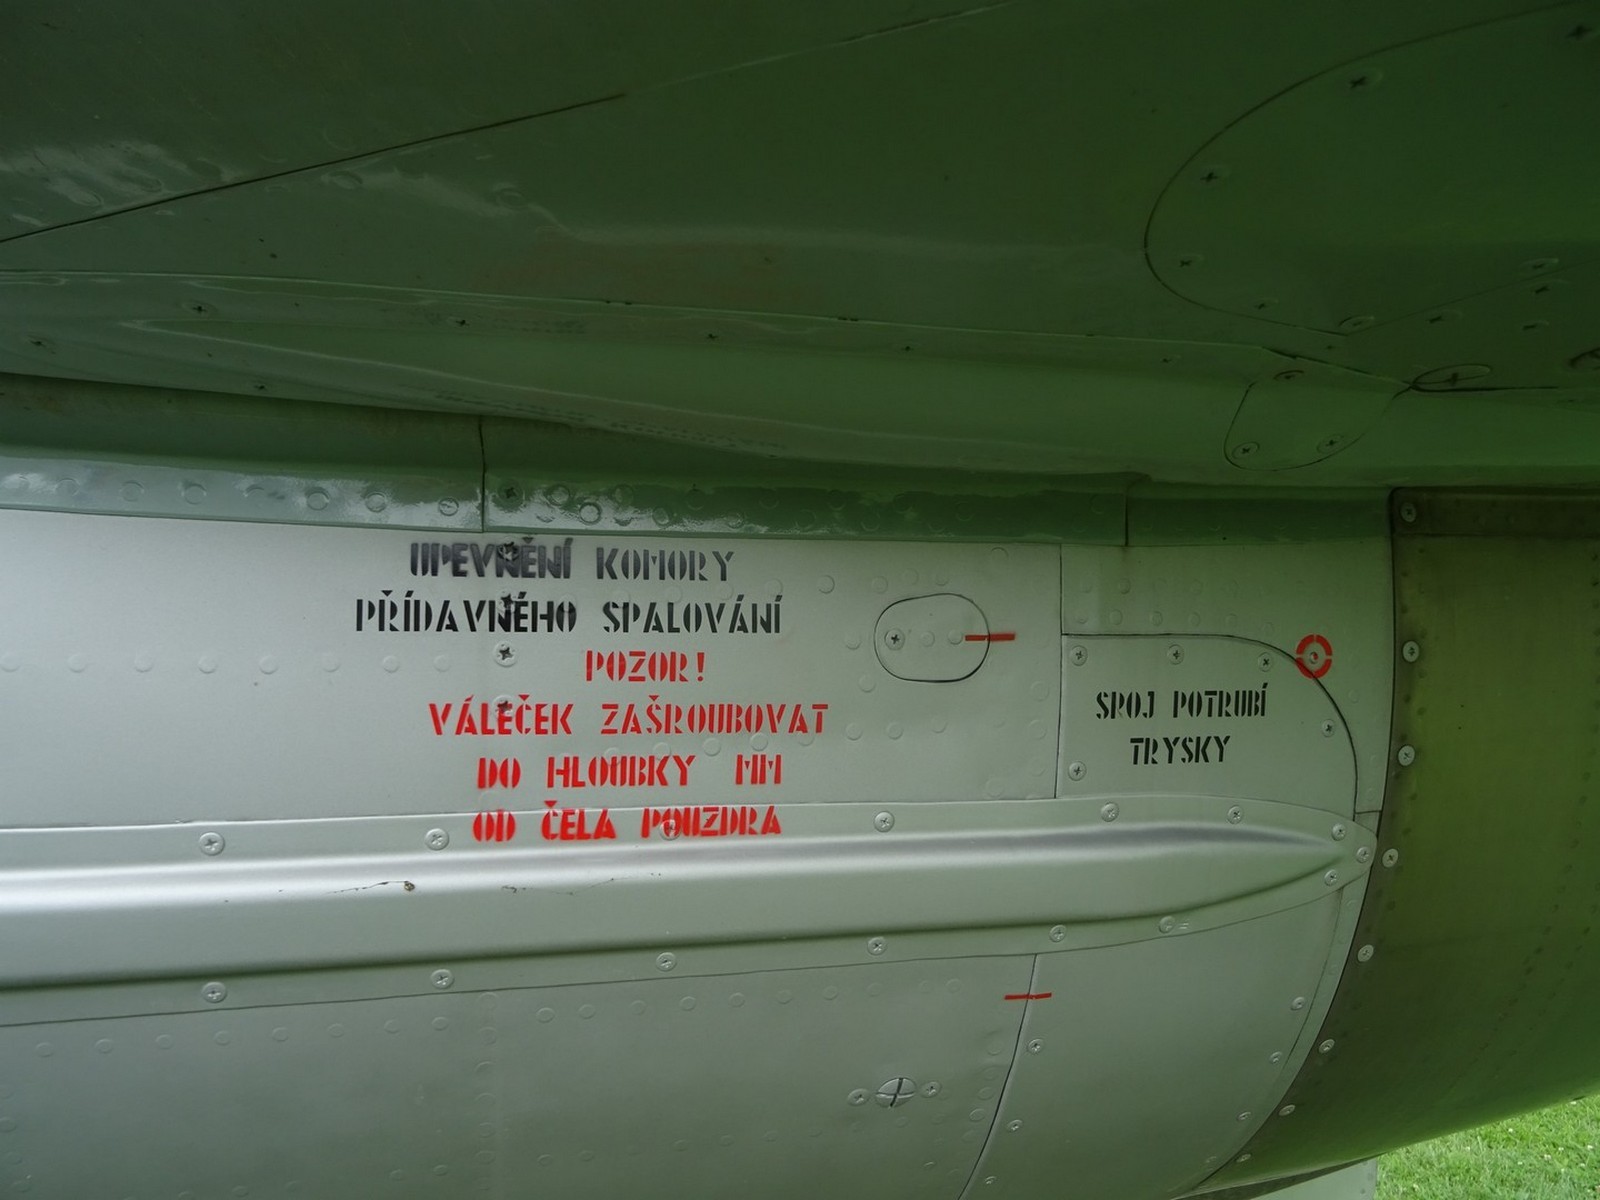 UPEVNĚNÍ KOMORY
PŘÍDAVNÉHO SPALOVÁNÍ
POZOR!
VÁLEČEK ZAŠROUBOVAT
DO HLOUBKY MM
OD ČELA POUZDRA
SPOJ POTRUBÍ
TRYSKY